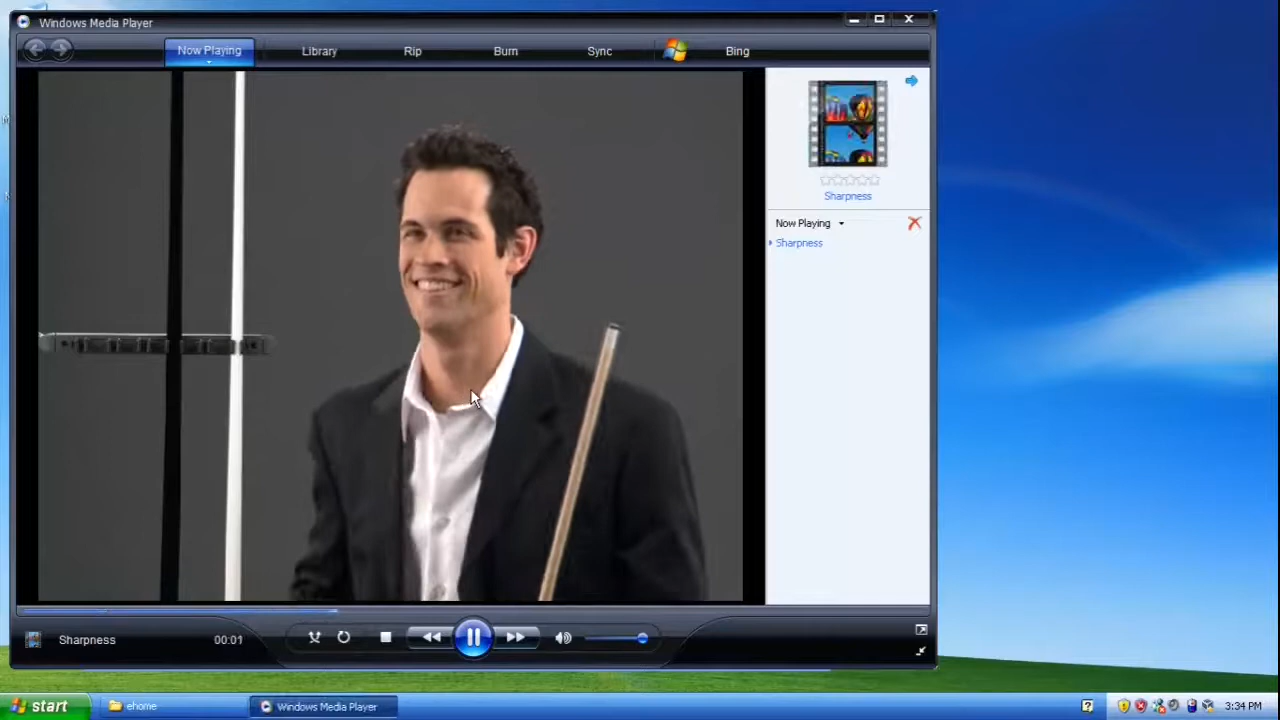 Windows Media Player
Now Playing Library Rip Burn Sync Bing
Sharpness
Now Playing
Sharpness
Sharpness 00:01
start ehome Windows Media Player 3:34 PM